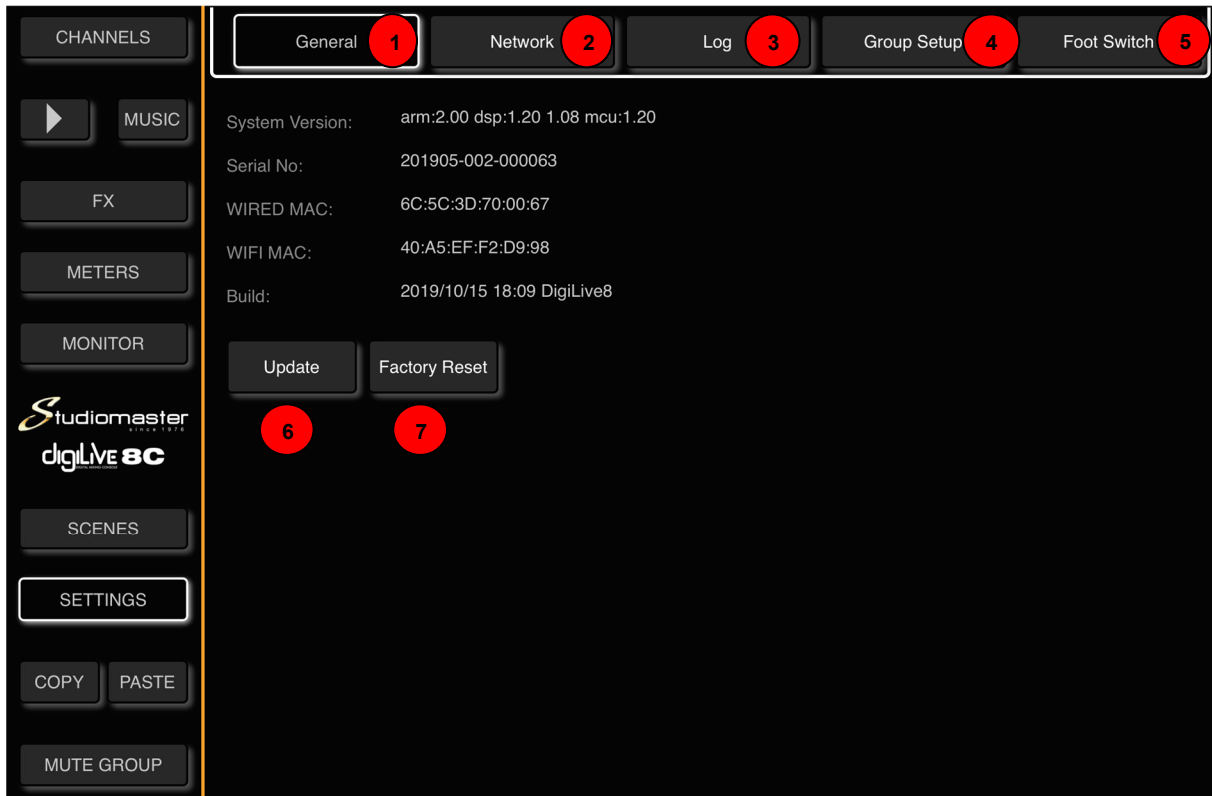 CHANNELS
MUSIC
FX
METERS
MONITOR
Studiomaster
since 1976
digiLive 8C
DIGITAL MIXING CONSOLE
SCENES
SETTINGS
COPY PASTE
MUTE GROUP
General 1 Network 2 Log 3 Group Setup 4 Foot Switch 5
System Version: arm:2.00 dsp:1.20 1.08 mcu:1.20
Serial No: 201905-002-000063
WIRED MAC: 6C:5C:3D:70:00:67
WIFI MAC: 40:A5:EF:F2:D9:98
Build: 2019/10/15 18:09 DigiLive8
Update Factory Reset
6 7